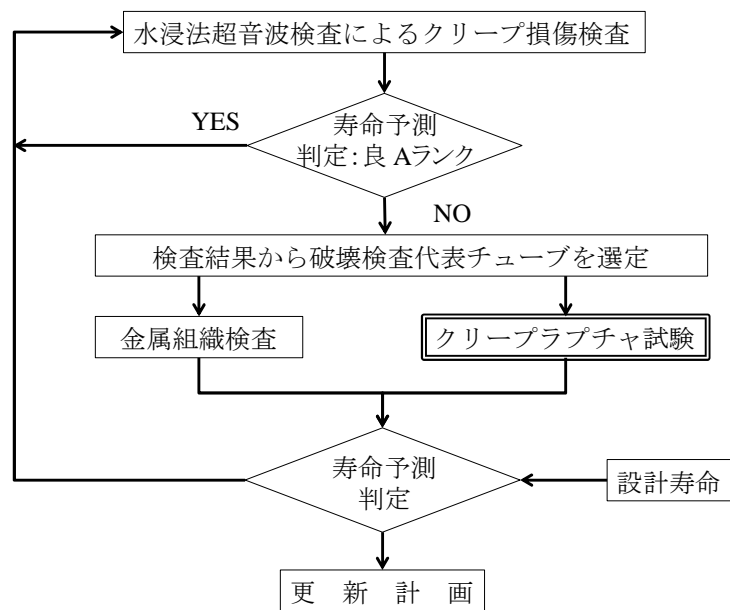 水浸法超音波検査によるクリープ損傷検査
YES
寿命予測
判定:良 Aランク
NO
検査結果から破壊検査代表チューブを選定
金属組織検査
クリープラプチャ試験
寿命予測
判定
設計寿命
更 新 計 画